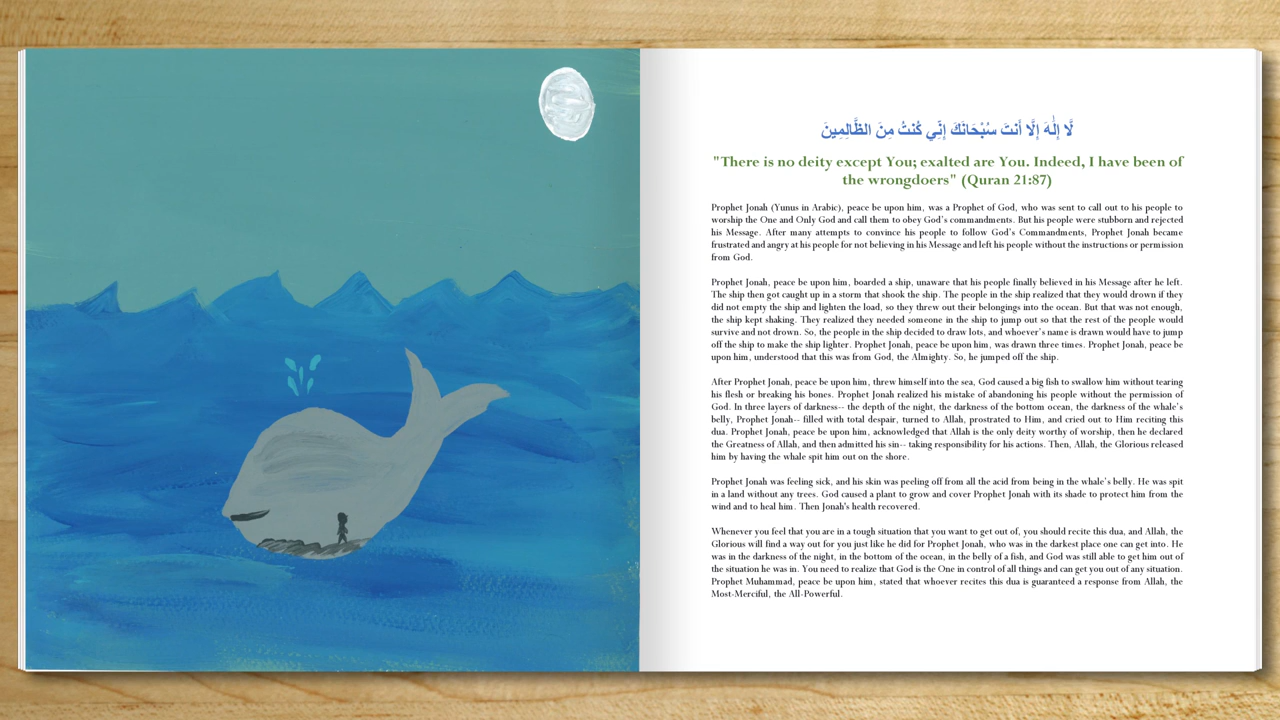 لَّا إِلَٰهَ إِلَّا أَنتَ سُبْحَانَكَ إِنِّي كُنتُ مِنَ الظَّالِمِينَ
"There is no deity except You; exalted are You. Indeed, I have been of
the wrongdoers" (Quran 21:87)
Prophet Jonah (Yunus in Arabic), peace be upon him, was a Prophet of God, who was sent to call out to his people to
worship the One and Only God and call them to obey God's commandments. But his people were stubborn and rejected
his Message. After many attempts to convince his people to follow God's Commandments, Prophet Jonah became
frustrated and angry at his people for not believing in his Message and left his people without the instructions or permission
from God.
Prophet Jonah, peace be upon him, boarded a ship, unaware that his people finally believed in his Message after he left.
The ship then got caught up in a storm that shook the ship. The people in the ship realized that they would drown if they
did not empty the ship and lighten the load, so they threw out their belongings into the ocean. But that was not enough,
the ship kept shaking. They realized they needed someone in the ship to jump out so that the rest of the people would
survive and not drown. So, the people in the ship decided to draw lots, and whoever's name is drawn would have to jump
off the ship to make the ship lighter. Prophet Jonah, peace be upon him, was drawn three times. Prophet Jonah, peace be
upon him, understood that this was from God, the Almighty. So, he jumped off the ship.
After Prophet Jonah, peace be upon him, threw himself into the sea, God caused a big fish to swallow him without tearing
his flesh or breaking his bones. Prophet Jonah realized his mistake of abandoning his people without the permission of
God. In three layers of darkness-- the depth of the night, the darkness of the bottom ocean, the darkness of the whale's
belly, Prophet Jonah-- filled with total despair, turned to Allah, prostrated to Him, and cried out to Him reciting this
dua. Prophet Jonah, peace be upon him, acknowledged that Allah is the only deity worthy of worship, then he declared
the Greatness of Allah, and then admitted his sin-- taking responsibility for his actions. Then, Allah, the Glorious released
him by having the whale spit him out on the shore.
Prophet Jonah was feeling sick, and his skin was peeling off from all the acid from being in the whale's belly. He was spit
in a land without any trees. God caused a plant to grow and cover Prophet Jonah with its shade to protect him from the
wind and to heal him. Then Jonah's health recovered.
Whenever you feel that you are in a tough situation that you want to get out of, you should recite this dua, and Allah, the
Glorious will find a way out for you just like he did for Prophet Jonah, who was in the darkest place one can get into. He
was in the darkness of the night, in the bottom of the ocean, in the belly of a fish, and God was still able to get him out of
the situation he was in. You need to realize that God is the One in control of all things and can get you out of any situation.
Prophet Muhammad, peace be upon him, stated that whoever recites this dua is guaranteed a response from Allah, the
Most-Merciful, the All-Powerful.